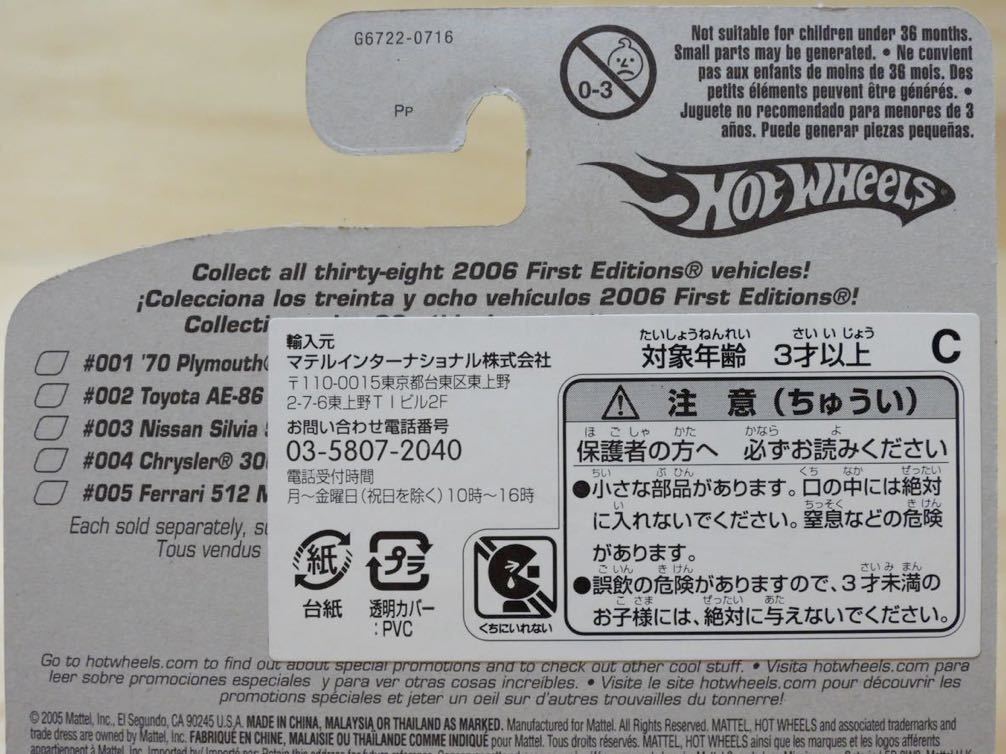 G6722-0716
PP
0-3
Not suitable for children under 36 months.
Small parts may be generated. • Ne convient
pas aux enfants de moins de 36 mois. Des
petits éléments peuvent être générés. •
Juguete no recomendado para menores de 3
años. Puede generar piezas pequeñas.
HOT WHEELS
Collect all thirty-eight 2006 First Editions® vehicles!
¡Colecciona los treinta y ocho vehículos 2006 First Editions®!
#001 '70 Plymouth®
#002 Toyota AE-86
#003 Nissan Silvia
#004 Chrysler® 30
#005 Ferrari 512
Each sold separately,
Tous vendus
輸入元
マテルインターナショナル株式会社
〒110-0015東京都台東区東上野
2-7-6東上野TIビル2F
お問い合わせ電話番号
03-5807-2040
電話受付時間
月~金曜日(祝日を除く)10時~16時
紙
台紙
プラ
透明カバー
:PVC
くちにいれない
たいしょうねんれい さいいじょう
対象年齢 3才以上
C
注意(ちゅうい)
ほごしゃ かた かなら よ
保護者の方へ 必ずお読みください
ちい ぶひん くち なか ぜったい
●小さな部品があります。口の中には絶対
い ちっそく きけん
に入れないでください。窒息などの危険
があります。
ごいん きけん さいみまん
●誤飲の危険がありますので、3才未満の
こさま ぜったい あた
お子様には、絶対に与えないでください。
Go to hotwheels.com to find out about special promotions and to check out other cool stuff. • Visita hotwheels.com para
leer sobre promociones especiales y para ver otras cosas increíbles. • Visite le site hotwheels.com pour découvrir les
promotions spéciales et jeter un oeil sur d'autres trouvailles du tonnerre!
© 2005 Mattel, Inc., El Segundo, CA 90245 U.S.A. MADE IN CHINA, MALAYSIA OR THAILAND AS MARKED. Manufactured for Mattel. All Rights Reserved. MATTEL, HOT WHEELS and associated trademarks and
trade dress are owned by Mattel, Inc. FABRIQUÉ EN CHINE, MALAISIE OU THAÏLANDE COMME INDIQUÉ pour Mattel. Tous droits réservés. MATTEL, HOT WHEELS ainsi que les marques et les logos afférents